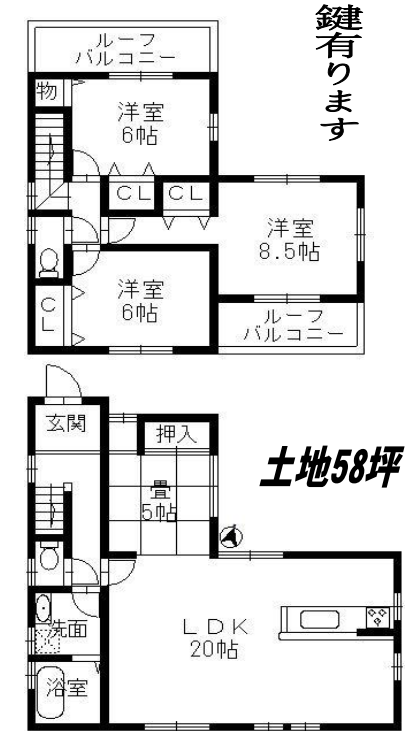 鍵有ります
ルーフ
バルコニー
物
洋室
6帖
CL
CL
洋室
8.5帖
洋室
6帖
CL
ルーフ
バルコニー
玄関
押入
土地58坪
畳
5帖
洗面
LDK
20帖
浴室